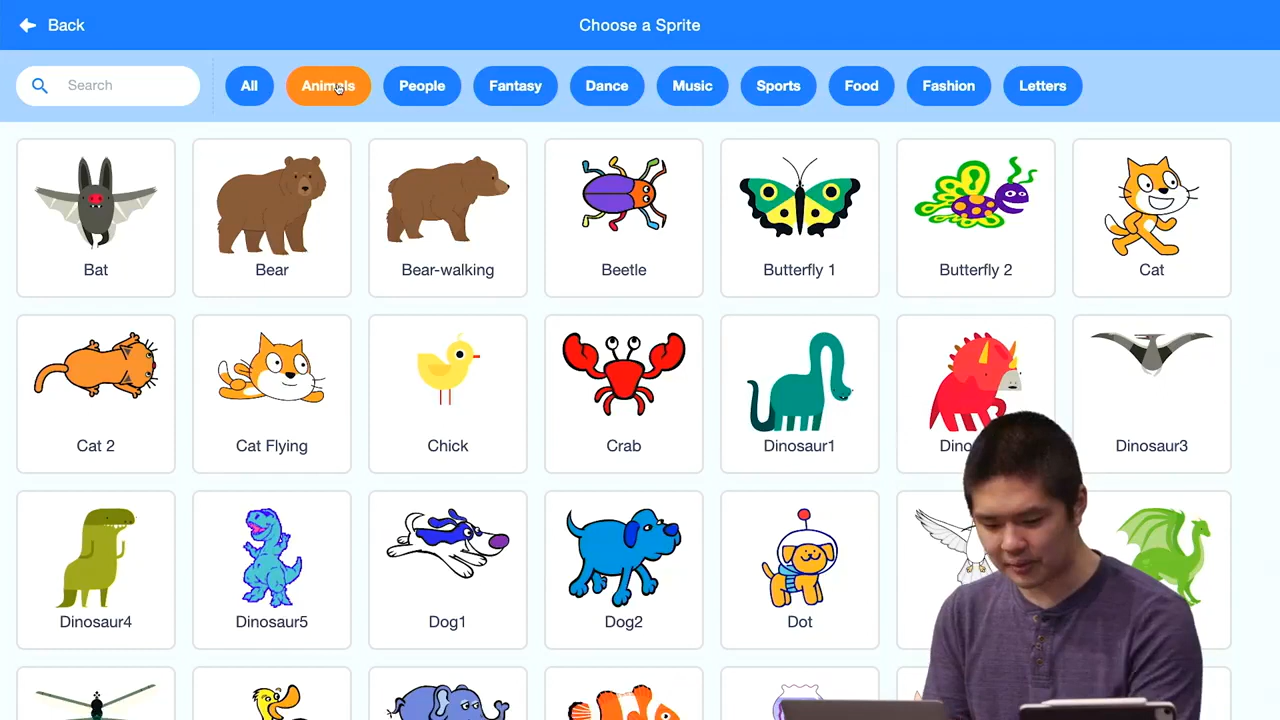 Back
Choose a Sprite
Search
All
Animals
People
Fantasy
Dance
Music
Sports
Food
Fashion
Letters
Bat
Bear
Bear-walking
Beetle
Butterfly 1
Butterfly 2
Cat
Cat 2
Cat Flying
Chick
Crab
Dinosaur1
Dino
Dinosaur3
Dinosaur4
Dinosaur5
Dog1
Dog2
Dot